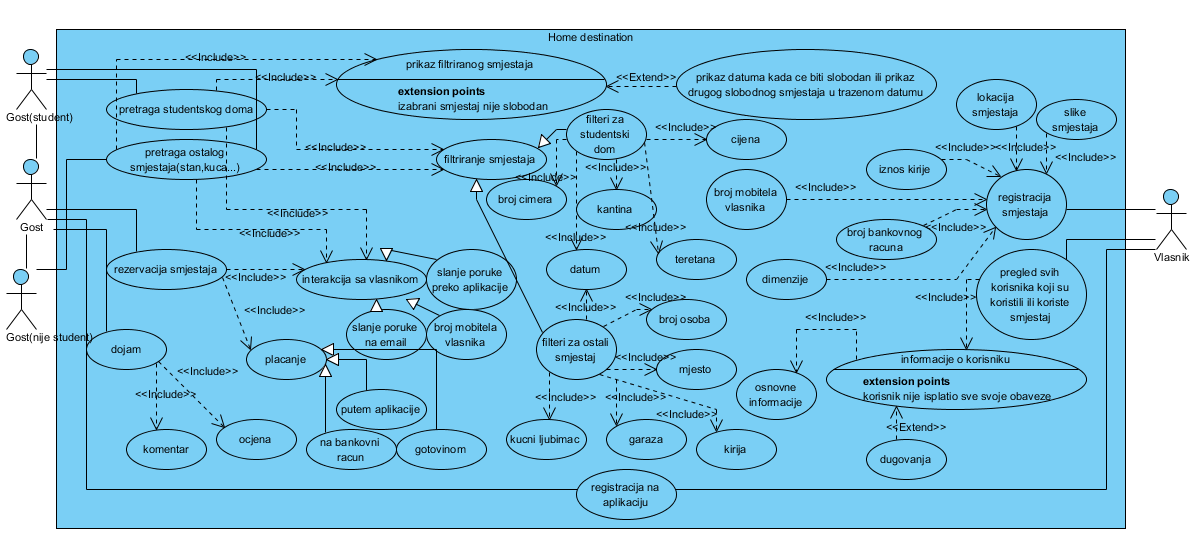 Home destination
Gost(student)
Gost
Gost(nije student)
Vlasnik
pretraga studentskog doma
pretraga ostalog
smjestaja(stan,kuca...)
<<Include>>
<<Include>>
<<Include>>
<<Include>>
<<Include>>
<<Include>>
prikaz filtriranog smjestaja
extension points
izabrani smjestaj nije slobodan
<<Extend>>
prikaz datuma kada ce biti slobodan ili prikaz
drugog slobodnog smjestaja u trazenom datumu
filtriranje smjestaja
filteri za
studentski
dom
<<Include>>
cijena
<<Include>>
broj cimera
<<Include>>
kantina
<<Include>>
datum
<<Include>>
teretana
lokacija
smjestaja
slike
smjestaja
<<Include>>
<<Include>>
<<Include>>
iznos kirije
registracija
smjestaja
broj mobitela
vlasnika
<<Include>>
broj bankovnog
racuna
<<Include>>
dimenzije
<<Include>>
pregled svih
korisnika koji su
koristili ili koriste
smjestaj
<<Include>>
rezervacija smjestaja
<<Include>>
interakcija sa vlasnikom
slanje poruke
preko aplikacije
slanje poruke
na email
broj mobitela
vlasnika
<<Include>>
placanje
putem aplikacije
na bankovni
racun
gotovinom
dojam
<<Include>>
<<Include>>
komentar
ocjena
filteri za ostali
smjestaj
<<Include>>
<<Include>>
broj osoba
<<Include>>
mjesto
<<Include>>
<<Include>>
<<Include>>
kucni ljubimac
garaza
kirija
<<Include>>
osnovne
informacije
informacije o korisniku
extension points
korisnik nije isplatio sve svoje obaveze
<<Extend>>
dugovanja
registracija na
aplikaciju